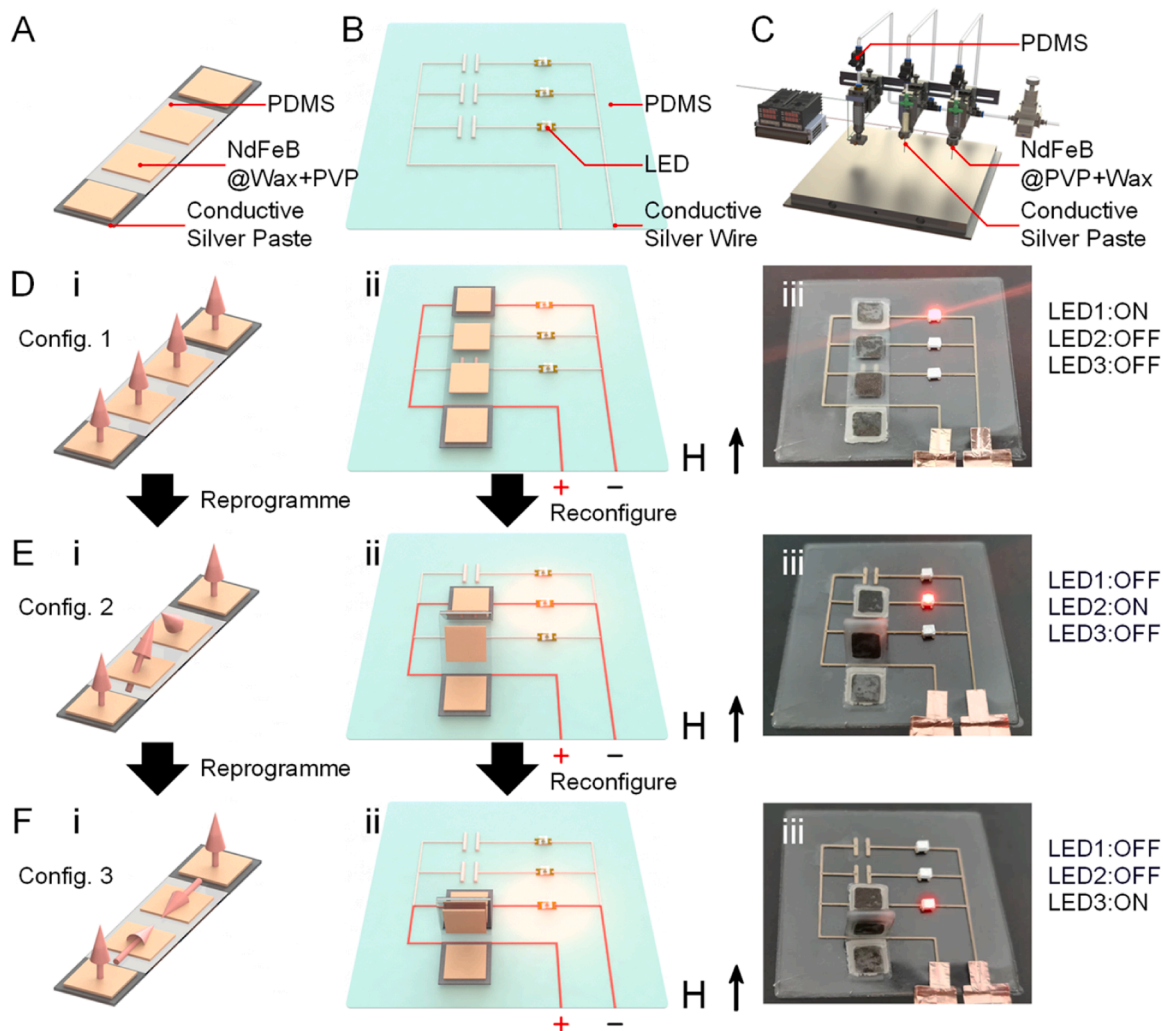 A
PDMS
NdFeB
@Wax+PVP
Conductive
Silver Paste
B
PDMS
LED
Conductive
Silver Wire
C
PDMS
NdFeB
@PVP+Wax
Conductive
Silver Paste
D
i
Config. 1
ii
+
−
H
iii
LED1:ON
LED2:OFF
LED3:OFF
Reprogramme
Reconfigure
E
i
Config. 2
ii
+
−
H
iii
LED1:OFF
LED2:ON
LED3:OFF
Reprogramme
Reconfigure
F
i
Config. 3
ii
+
−
H
iii
LED1:OFF
LED2:OFF
LED3:ON